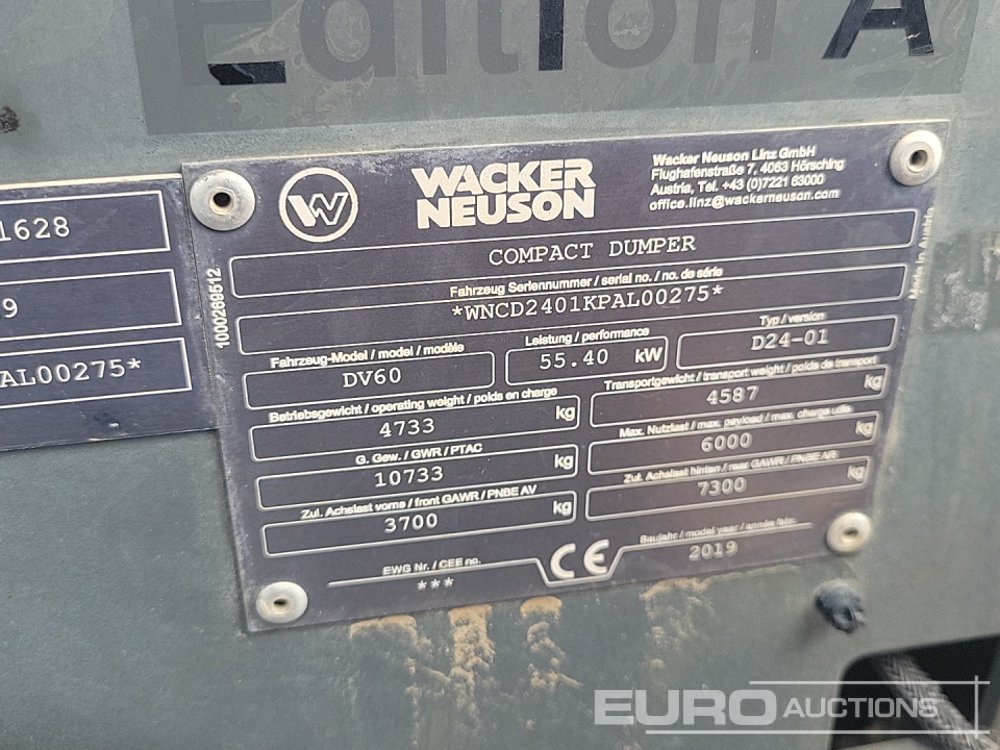 Edition A
1628
9
AL00275*
1000269512
W
WACKER
NEUSON
Wacker Neuson Linz GmbH
Flughafenstraße 7, 4063 Hörsching
Austria, Tel. +43 (0)7221 63000
office.linz@wackerneuson.com
Made in Austria
COMPACT DUMPER
Fahrzeug Seriennummer / serial no. / no. de série
*WNCD2401KPAL00275*
Fahrzeug-Model / model / modèle
DV60
Leistung / performance
55.40 kW
Typ / version
D24-01
Betriebsgewicht / operating weight / poids en charge
4733 kg
Transportgewicht / transport weight / poids de transport
4587 kg
G. Gew. / GWR / PTAC
10733 kg
Max. Nutzlast / max. payload / max. charge utile
6000 kg
Zul. Achslast vorne / front GAWR / PNBE AV
3700 kg
Zul. Achslast hinten / rear GAWR / PNBE AR
7300 kg
EWG Nr. / CEE no.
***
CE
Baujahr / model year / année fabr.
2019
EURO AUCTIONS